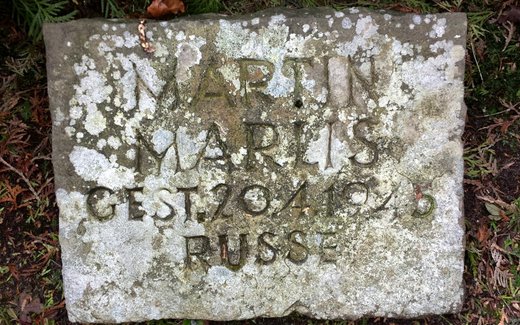 MARTIN
MARLIS
GEST. 20.4.1945
RUSSE